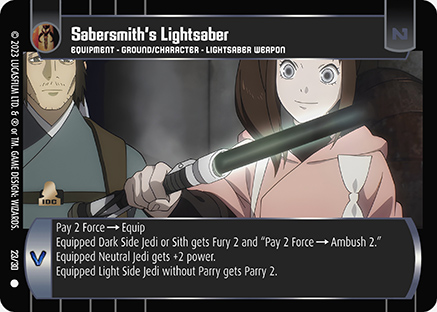 Sabersmith's Lightsaber
EQUIPMENT - GROUND/CHARACTER - LIGHTSABER WEAPON
N
© 2023 LUCASFILM LTD. & ® or TM. GAME DESIGN: WIZARDS.
IDC
23/30
V
Pay 2 Force → Equip
Equipped Dark Side Jedi or Sith gets Fury 2 and “Pay 2 Force → Ambush 2.”
Equipped Neutral Jedi gets +2 power.
Equipped Light Side Jedi without Parry gets Parry 2.